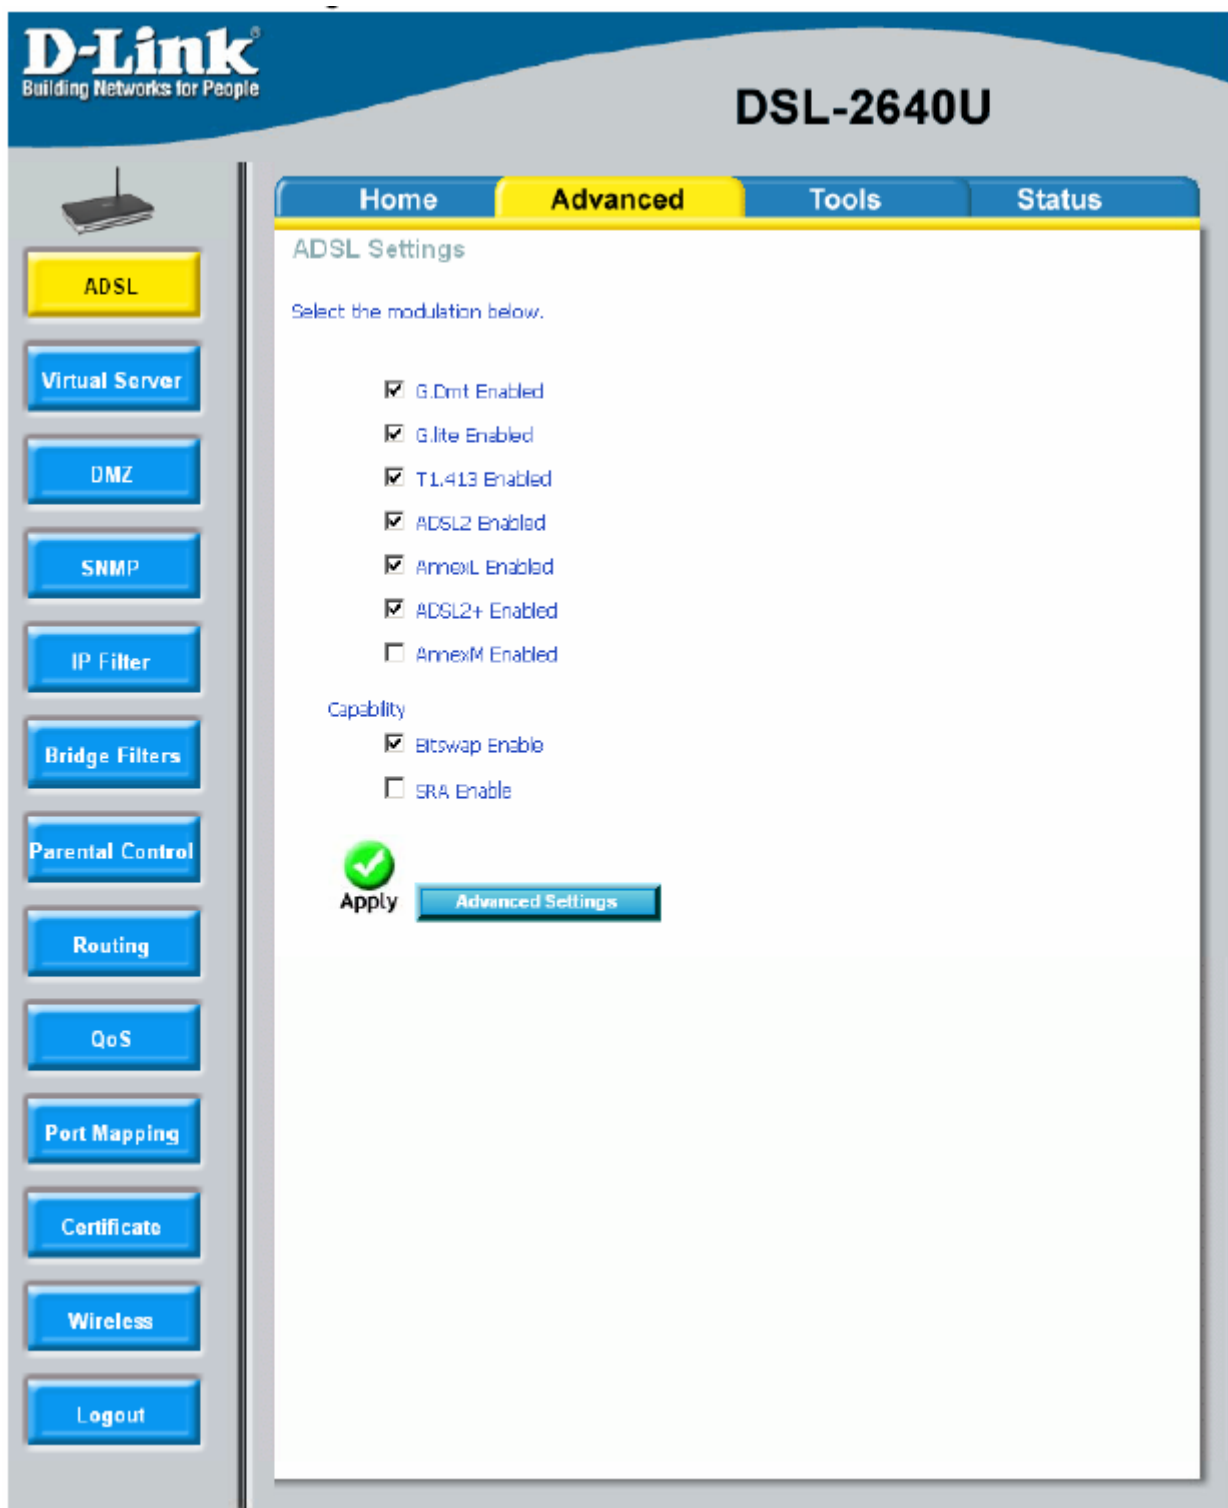 D-Link
Building Networks for People
DSL-2640U
Home
Advanced
Tools
Status
ADSL
Virtual Server
DMZ
SNMP
IP Filter
Bridge Filters
Parental Control
Routing
QoS
Port Mapping
Certificate
Wireless
Logout
ADSL Settings
Select the modulation below.
G.Dmt Enabled
G.lite Enabled
T1.413 Enabled
ADSL2 Enabled
AnnexL Enabled
ADSL2+ Enabled
AnnexM Enabled
Capability
Bitswap Enable
SRA Enable
Apply
Advanced Settings